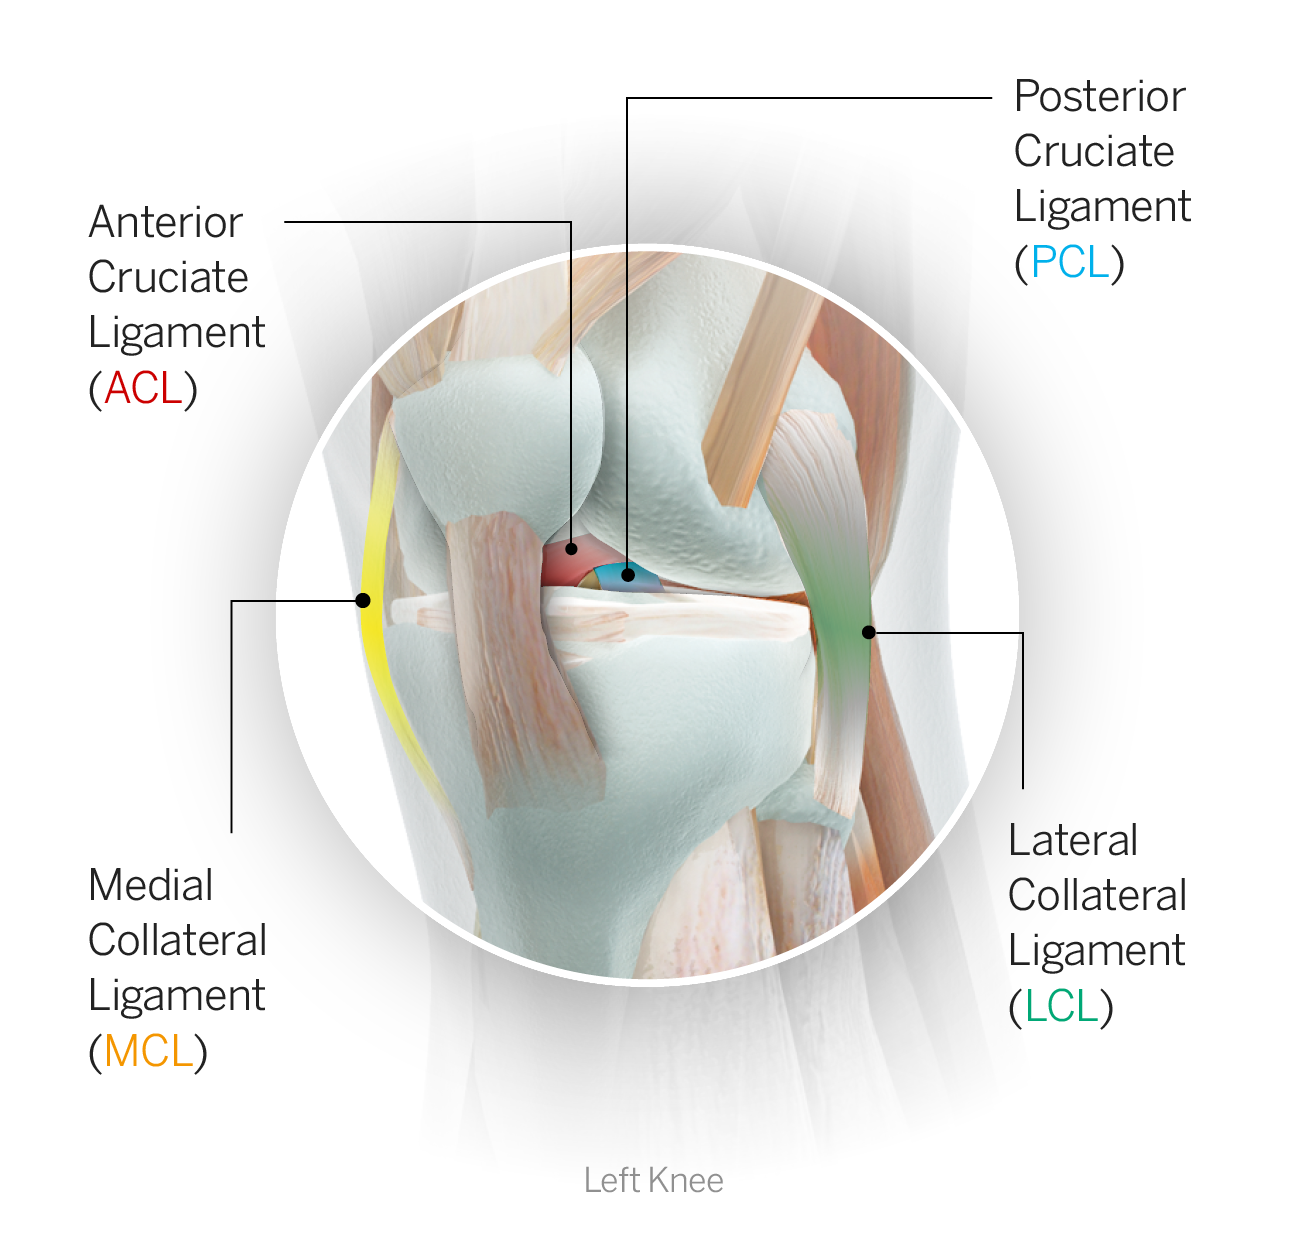 Anterior
Cruciate
Ligament
(ACL)
Posterior
Cruciate
Ligament
(PCL)
Medial
Collateral
Ligament
(MCL)
Lateral
Collateral
Ligament
(LCL)
Left Knee